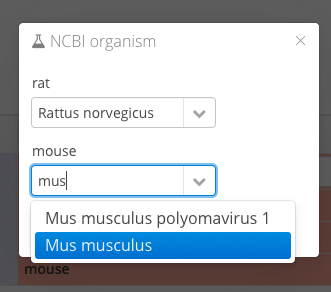 NCBI organism
rat
Rattus norvegicus
mouse
mus
Mus musculus polyomavirus 1
Mus musculus
mouse